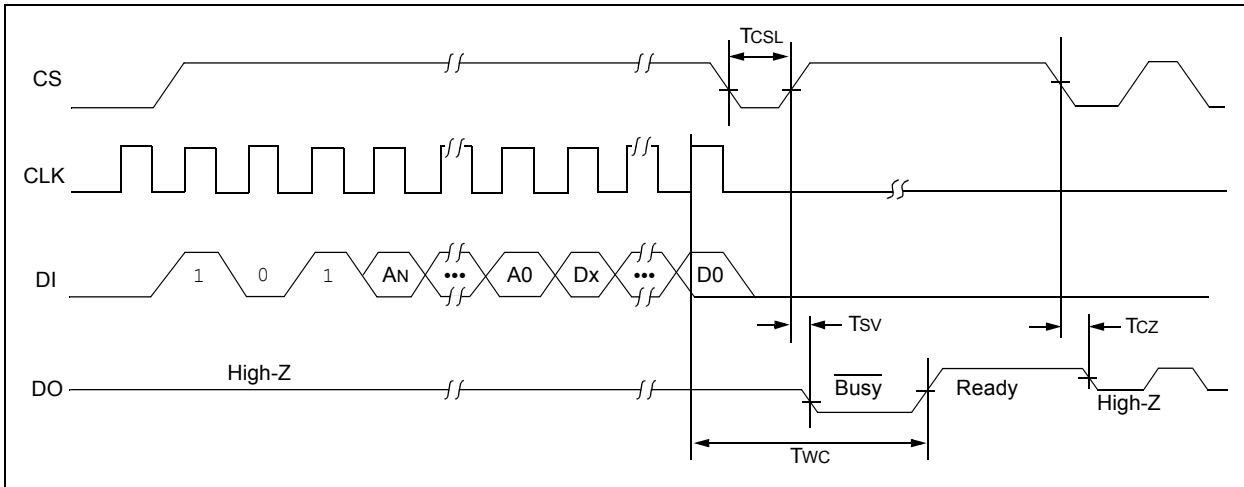 TCSL
CS
CLK
DI
1 0 1 AN ••• A0 Dx ••• D0
TSV
TCZ
High-Z
DO
Busy
Ready
High-Z
TWC